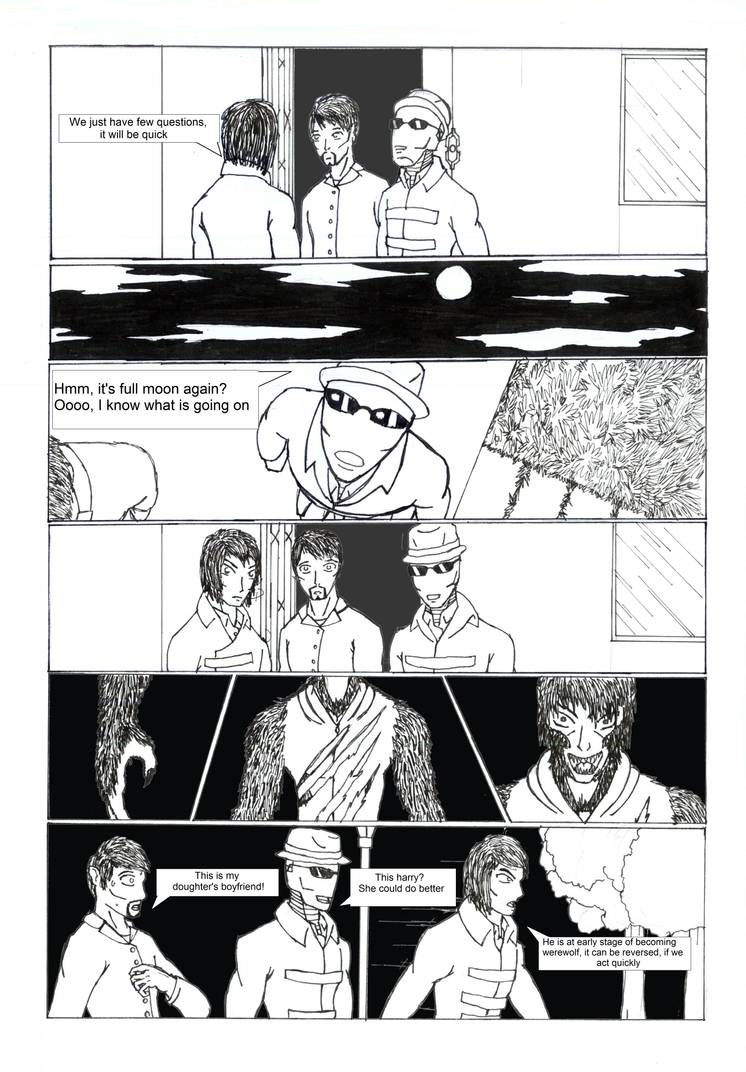 We just have few questions,
it will be quick
Hmm, it's full moon again?
Oooo, I know what is going on
This is my
daughter's boyfriend!
This harry?
She could do better
He is at early stage of becoming
werewolf, it can be reversed, if we
act quickly